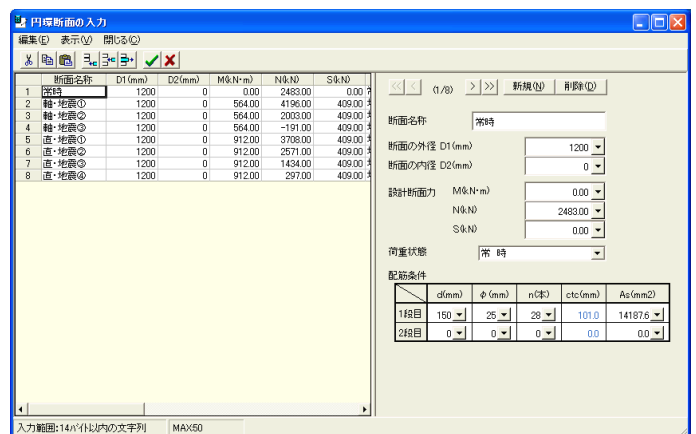 円環断面の入力
編集(E) 表示(V) 閉じる(C)
断面名称 D1(mm) D2(mm) M(kN・m) N(kN) S(kN)
1 常時 1200 0 0.00 2483.00 0.00
2 軸・地震① 1200 0 564.00 4196.00 409.00
3 軸・地震② 1200 0 564.00 2003.00 409.00
4 軸・地震③ 1200 0 564.00 -191.00 409.00
5 直・地震① 1200 0 912.00 3708.00 409.00
6 直・地震② 1200 0 912.00 2571.00 409.00
7 直・地震③ 1200 0 912.00 1434.00 409.00
8 直・地震④ 1200 0 912.00 297.00 409.00
<< < (1/8) > >> 新規(N) 削除(D)
断面名称 常時
断面の外径 D1(mm) 1200
断面の内径 D2(mm) 0
設計断面力 M(kN・m) 0.00
N(kN) 2483.00
S(kN) 0.00
荷重状態 常 時
配筋条件
d(mm) φ(mm) n(本) ctc(mm) As(mm2)
1段目 150 25 28 101.0 14187.6
2段目 0 0 0 0.0 0.0
入力範囲:14バイト以内の文字列 MAX50